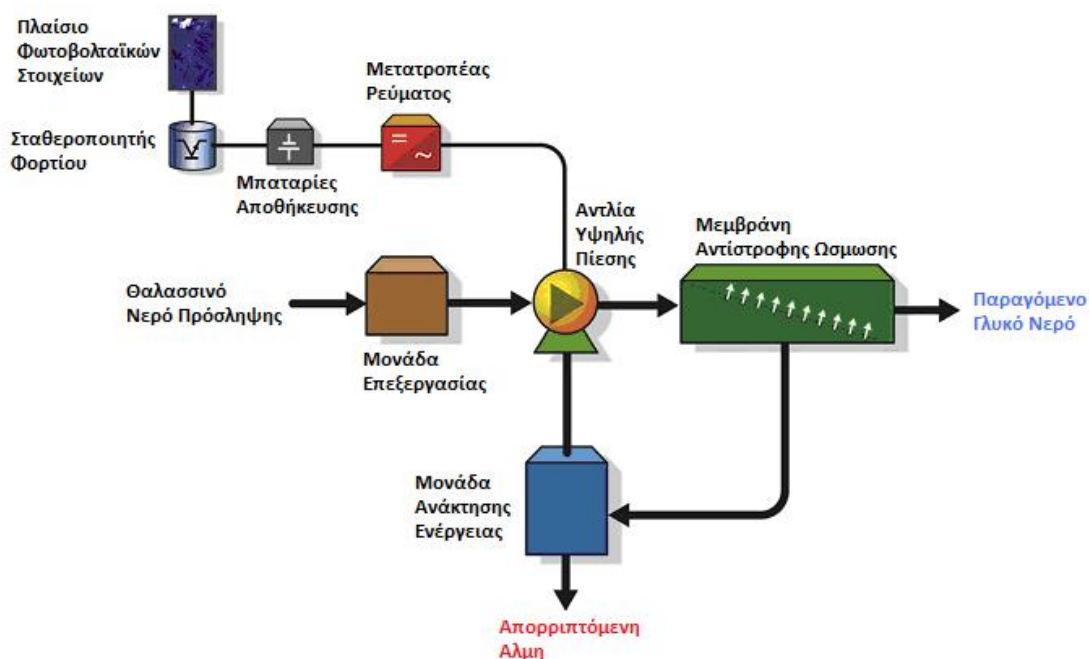 Πλαίσιο
Φωτοβολταϊκών
Στοιχείων
Μετατροπέας
Ρεύματος
Σταθεροποιητής
Φορτίου
Μπαταρίες
Αποθήκευσης
Αντλία
Υψηλής
Πίεσης
Μεμβράνη
Αντίστροφης Ωσμωσης
Θαλασσινό
Νερό Πρόσληψης
Παραγόμενο
Γλυκό Νερό
Μονάδα
Επεξεργασίας
Μονάδα
Ανάκτησης
Ενέργειας
Απορριπτόμενη
Αλμη